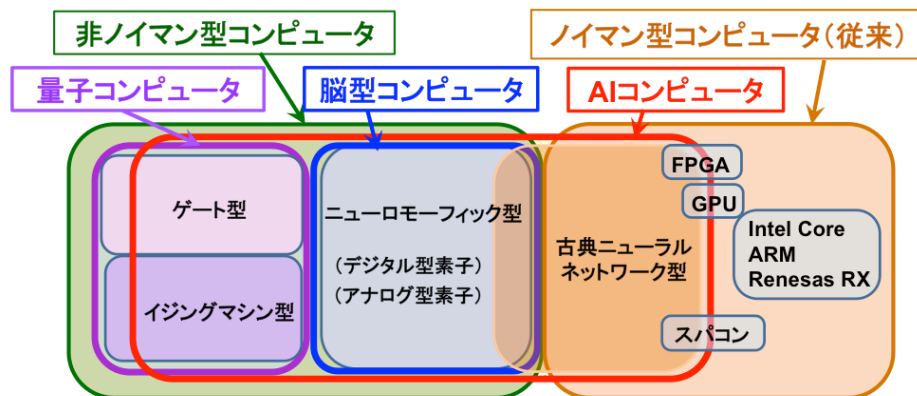 非ノイマン型コンピュータ
ノイマン型コンピュータ(従来)
量子コンピュータ
脳型コンピュータ
AIコンピュータ
ゲート型
イジングマシン型
ニューロモーフィック型
(デジタル型素子)
(アナログ型素子)
古典ニューラル
ネットワーク型
FPGA
GPU
Intel Core
ARM
Renesas RX
スパコン